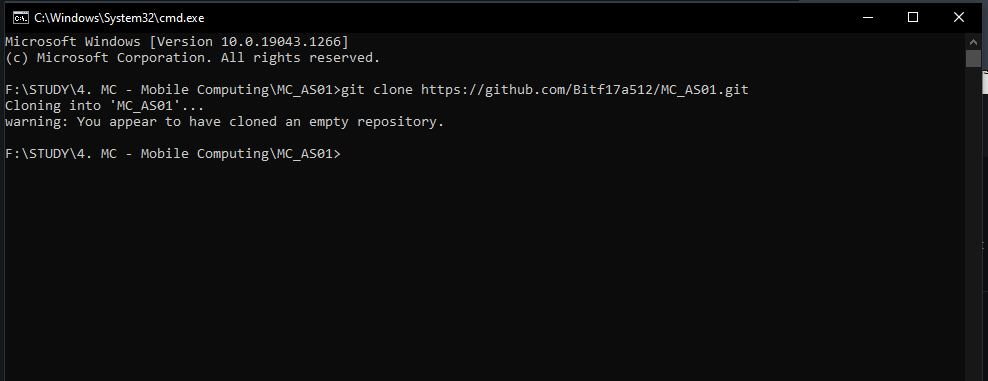 C:\Windows\System32\cmd.exe
Microsoft Windows [Version 10.0.19043.1266]
(c) Microsoft Corporation. All rights reserved.
F:\STUDY\4. MC - Mobile Computing\MC_AS01>git clone https://github.com/Bitf17a512/MC_AS01.git
Cloning into 'MC_AS01'...
warning: You appear to have cloned an empty repository.
F:\STUDY\4. MC - Mobile Computing\MC_AS01>